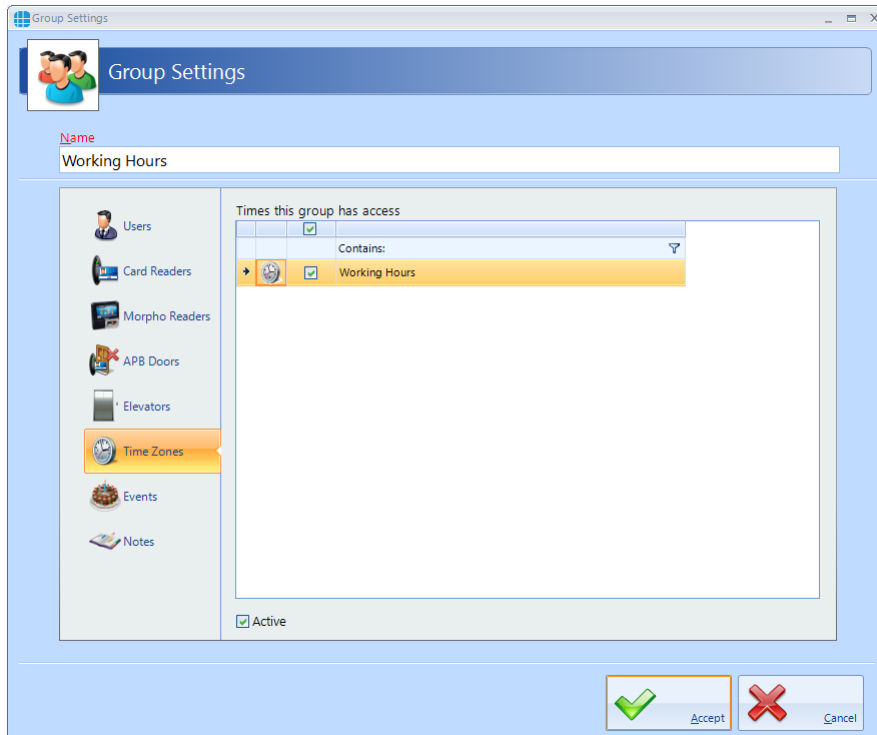 Group Settings
Group Settings
Name
Working Hours
Users
Card Readers
Morpho Readers
APB Doors
Elevators
Time Zones
Events
Notes
Times this group has access
Contains:
Working Hours
Active
Accept
Cancel